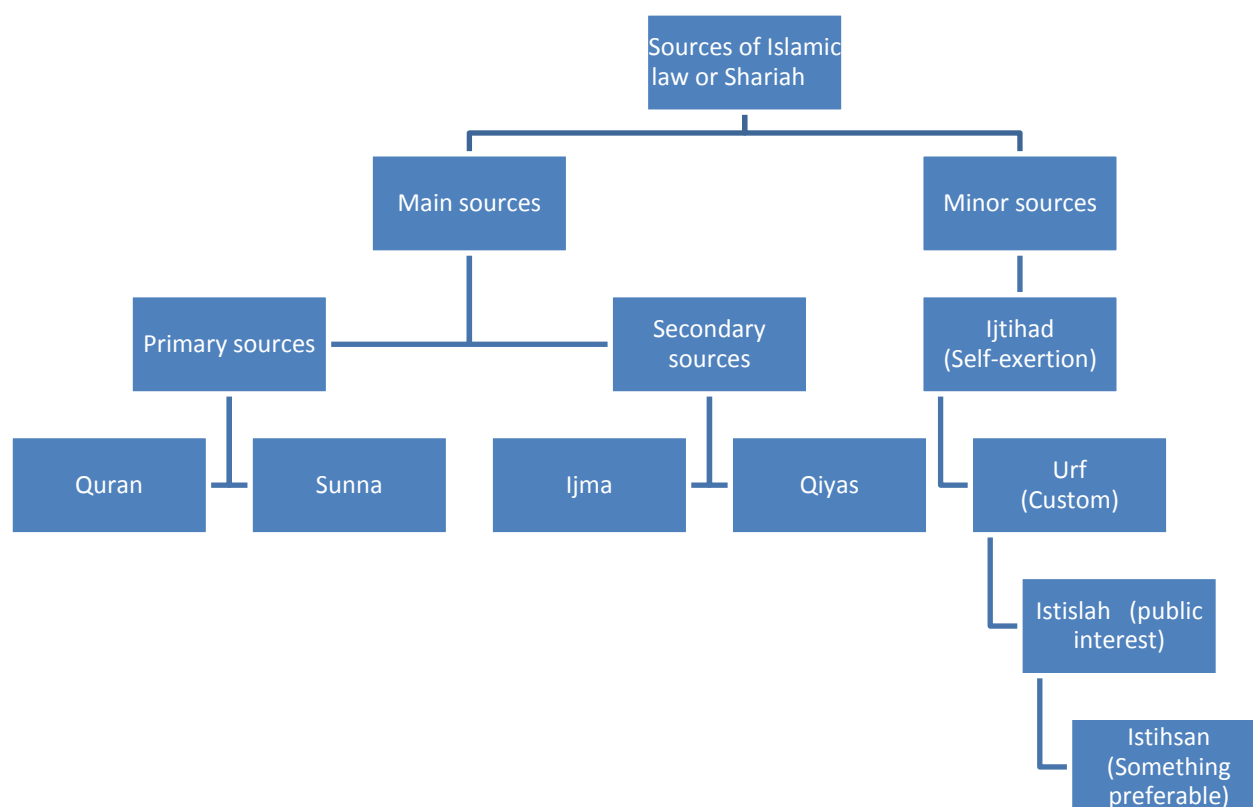 Sources of Islamic
law or Shariah
Main sources
Minor sources
Primary sources
Secondary
sources
Ijtihad
(Self-exertion)
Quran
Sunna
Ijma
Qiyas
Urf
(Custom)
Istislah (public
interest)
Istihsan
(Something
preferable)